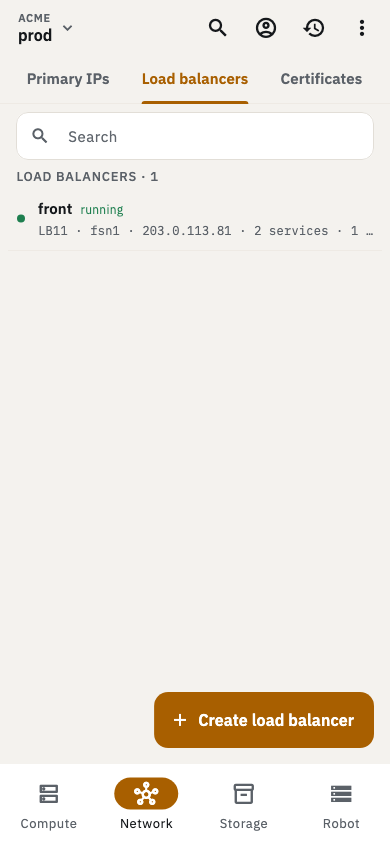 ACME
prod
Primary IPs
Load balancers
Certificates
Search
LOAD BALANCERS · 1
front running
LB11 · fsn1 · 203.0.113.81 · 2 services · 1 …
+ Create load balancer
Compute
Network
Storage
Robot